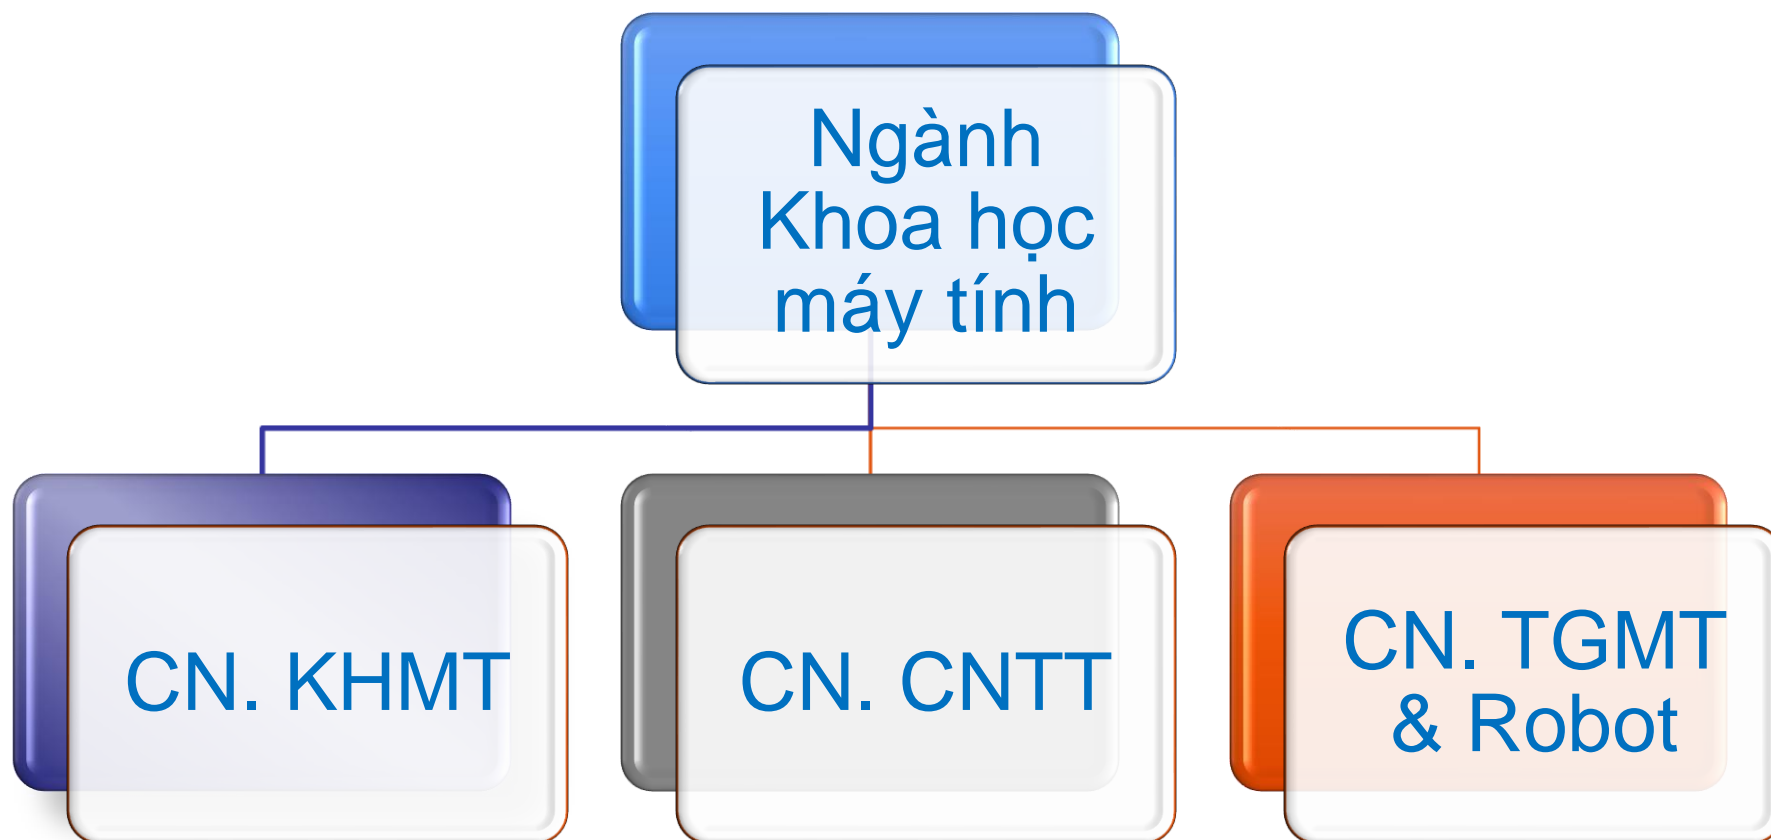 Ngành
Khoa học
máy tính
CN. KHMT
CN. CNTT
CN. TGMT
& Robot